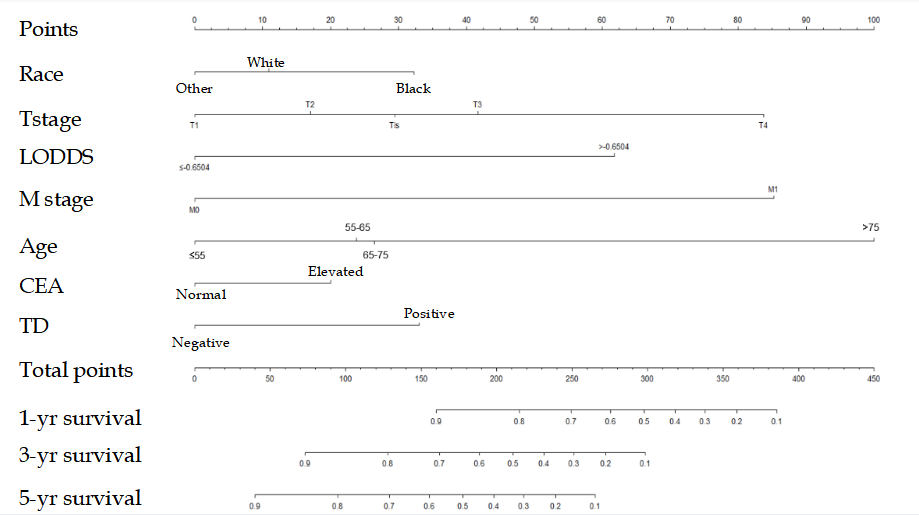 Points 0 10 20 30 40 50 60 70 80 90 100
White
Race
Other Black
T2 T3
Tstage
T1 Tis T4
>-0.6504
LODDS
≤-0.6504
M1
M stage
M0
55-65 >75
Age
≤55 65-75
Elevated
CEA
Normal
Positive
TD
Negative
Total points
0 50 100 150 200 250 300 350 400 450
1-yr survival
0.9 0.8 0.7 0.6 0.5 0.4 0.3 0.2 0.1
3-yr survival
0.9 0.8 0.7 0.6 0.5 0.4 0.3 0.2 0.1
5-yr survival
0.9 0.8 0.7 0.6 0.5 0.4 0.3 0.2 0.1